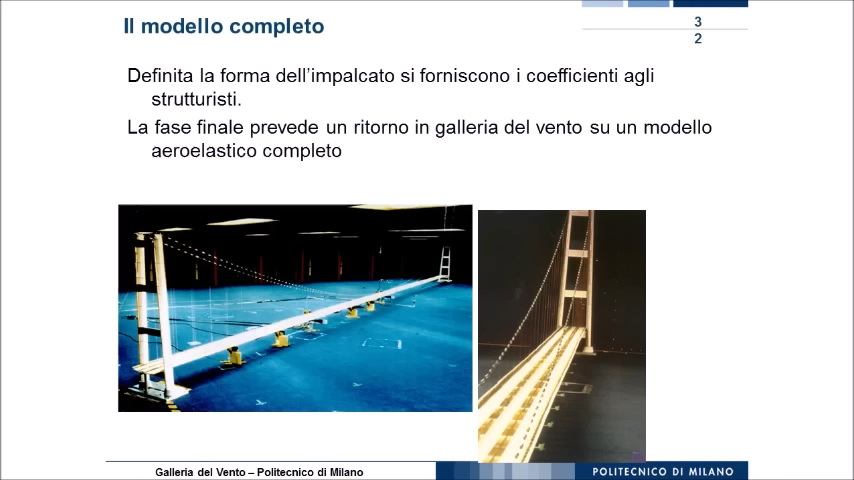 Il modello completo
3
2
Definita la forma dell'impalcato si forniscono i coefficienti agli
strutturisti.
La fase finale prevede un ritorno in galleria del vento su un modello
aeroelastico completo
Galleria del Vento – Politecnico di Milano
POLITECNICO DI MILANO